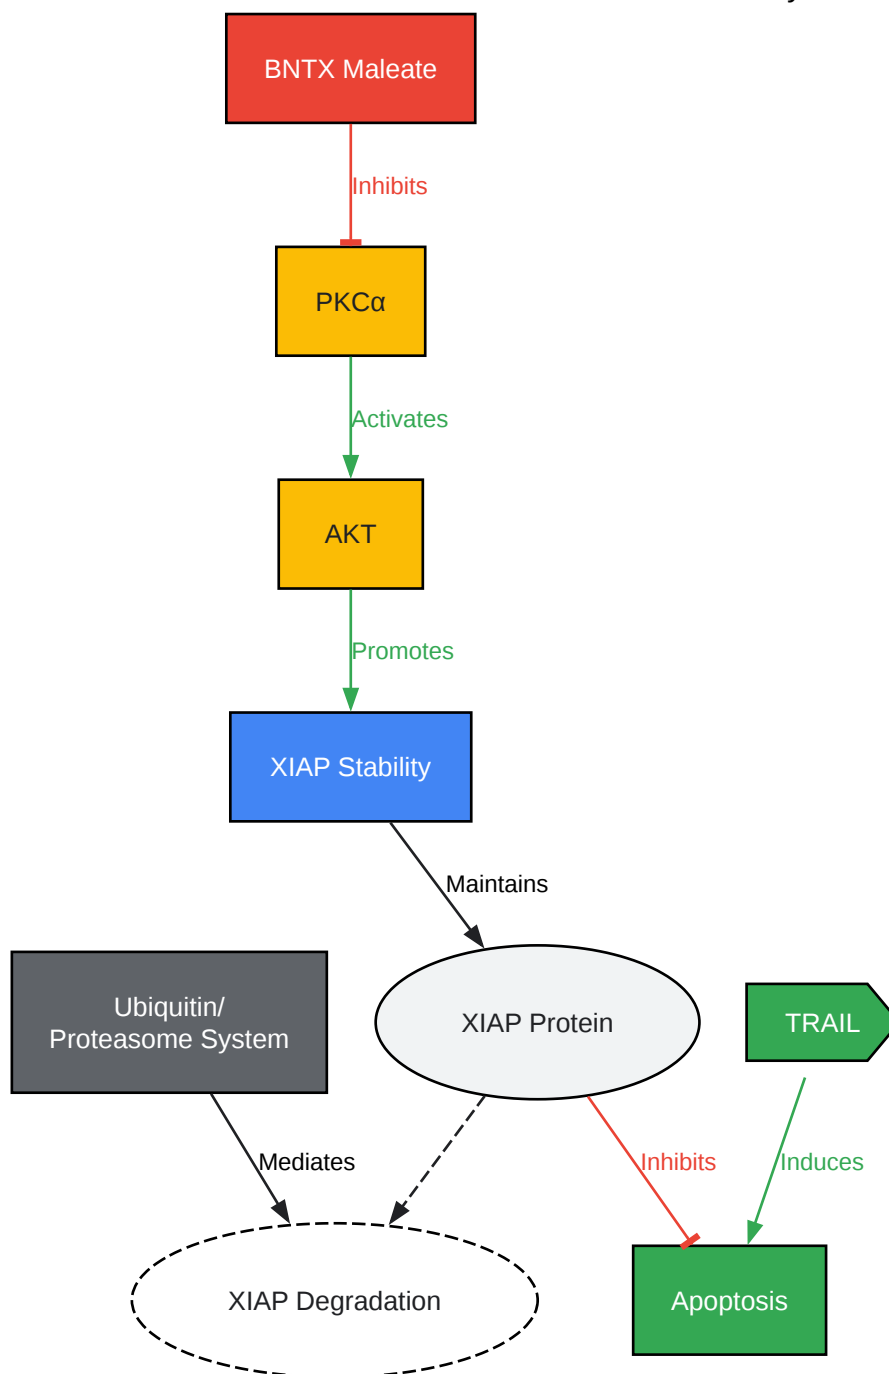 BNTX Maleate
Inhibits
PKCα
Activates
AKT
Promotes
XIAP Stability
Maintains
Ubiquitin/
Proteasome System
XIAP Protein
TRAIL
Mediates
Inhibits
Induces
XIAP Degradation
Apoptosis